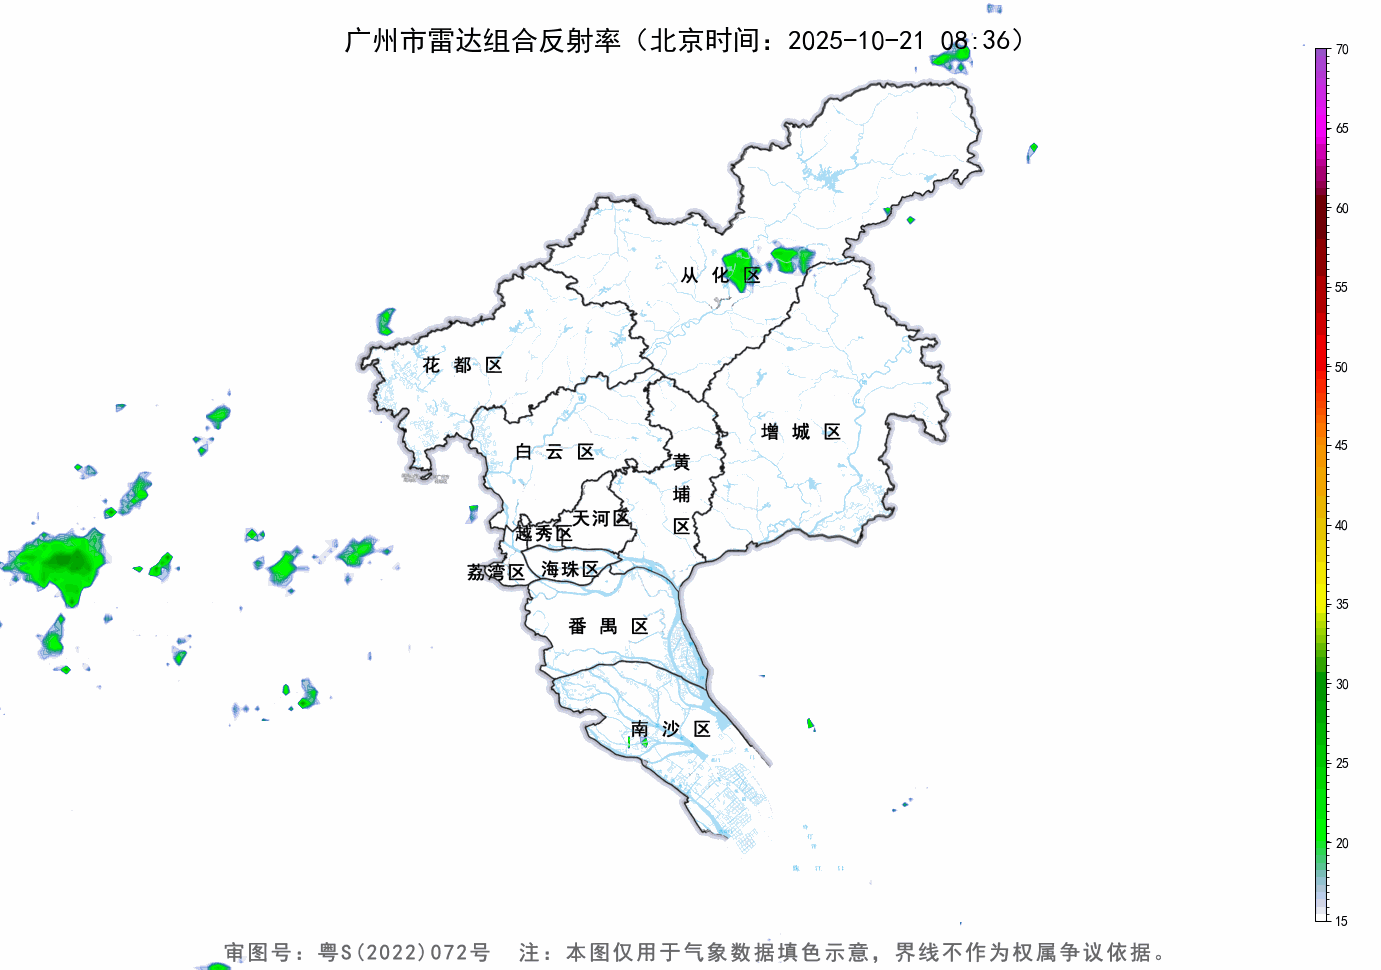 广州市雷达组合反射率（北京时间：2025-10-21 08:36）
70
65
60
55
50
45
40
35
30
25
20
15
从化区
花都区
增城区
白云区
黄埔区
天河区
越秀区
海珠区
荔湾区
番禺区
南沙区
审图号：粤S(2022)072号 注：本图仅用于气象数据填色示意，界线不作为权属争议依据。